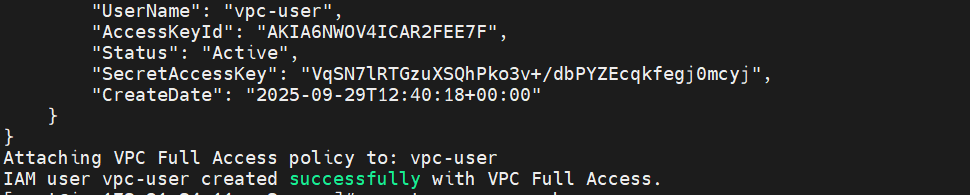 "UserName": "vpc-user",
"AccessKeyId": "AKIA6NWOV4ICAR2FEE7F",
"Status": "Active",
"SecretAccessKey": "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",
"CreateDate": "2025-09-29T12:40:18+00:00"
}
}
Attaching VPC Full Access policy to: vpc-user
IAM user vpc-user created successfully with VPC Full Access.